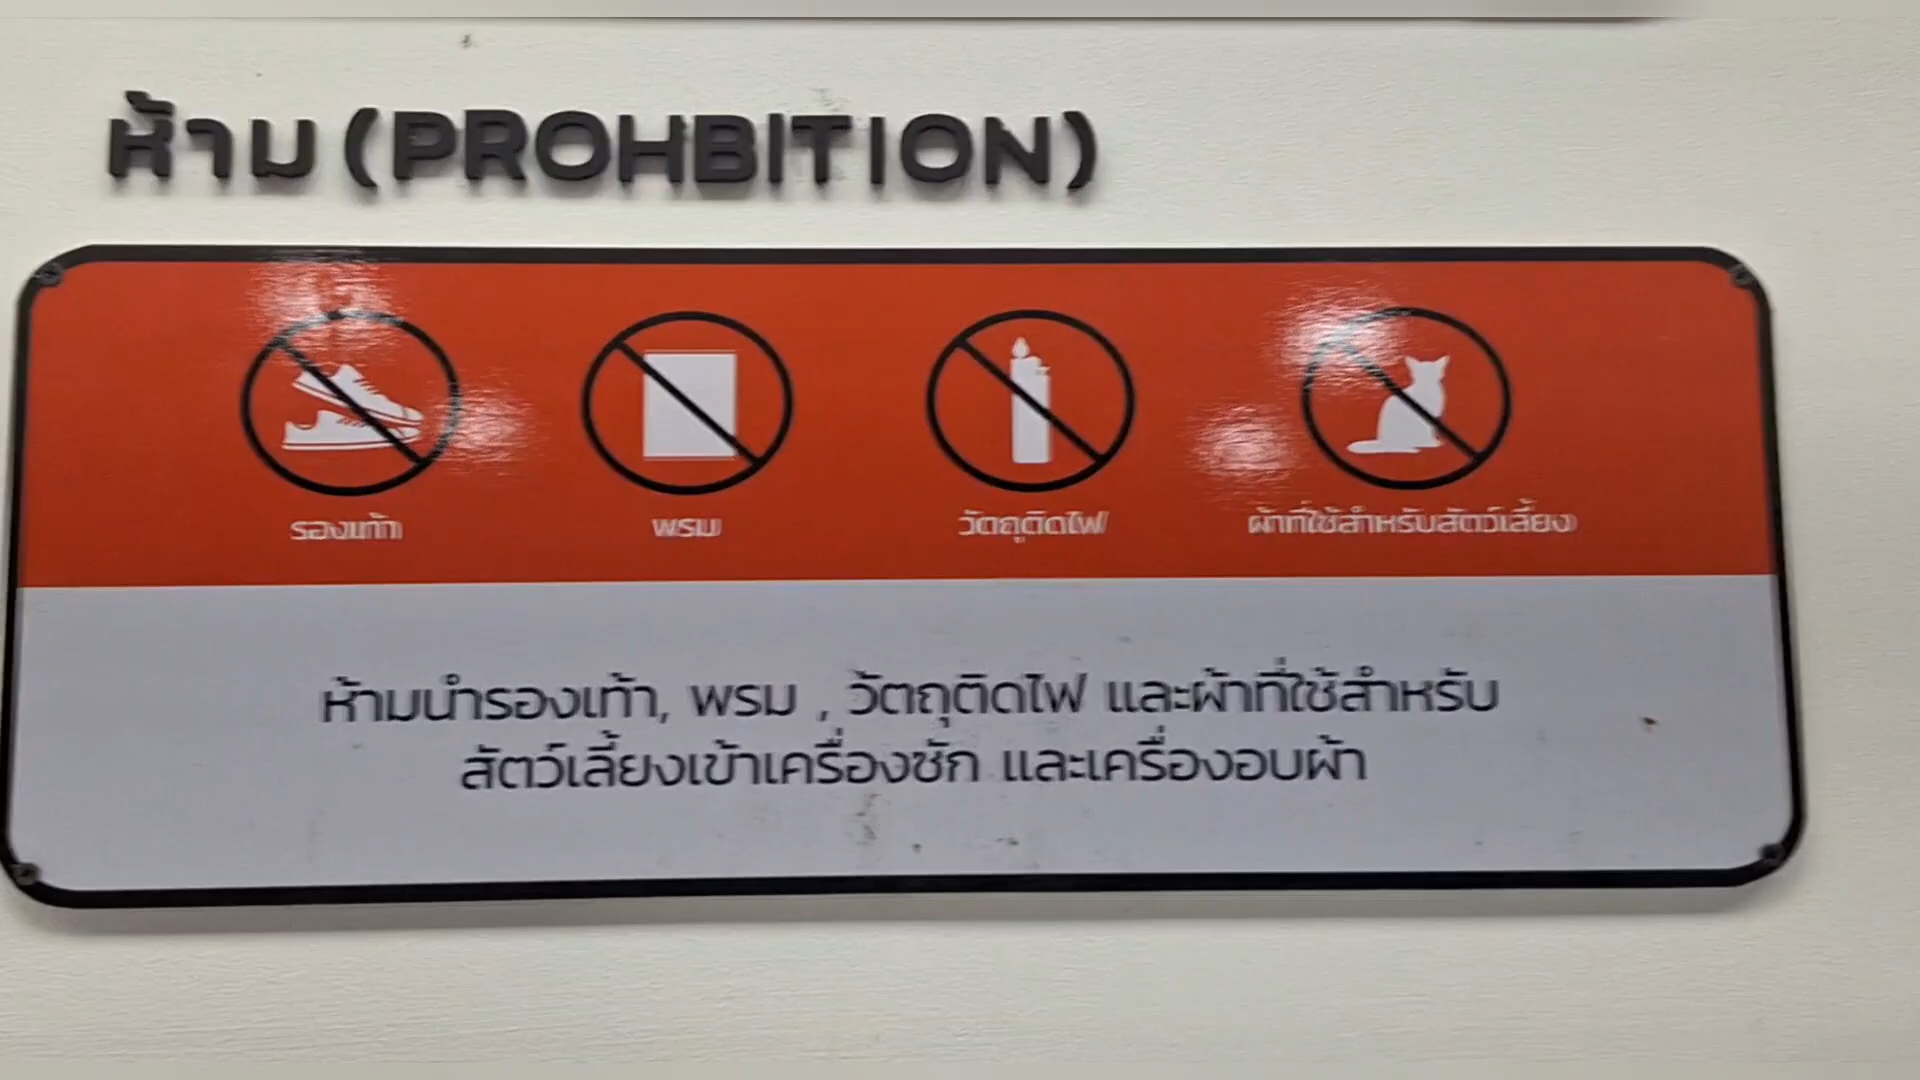 ห้าม (PROHBITION)
รองเท้า
พรม
วัตถุติดไฟ
ผ้าที่ใช้สำหรับสัตว์เลี้ยง
ห้ามนำรองเท้า, พรม , วัตถุติดไฟ และผ้าที่ใช้สำหรับ
สัตว์เลี้ยงเข้าเครื่องซัก และเครื่องอบผ้า